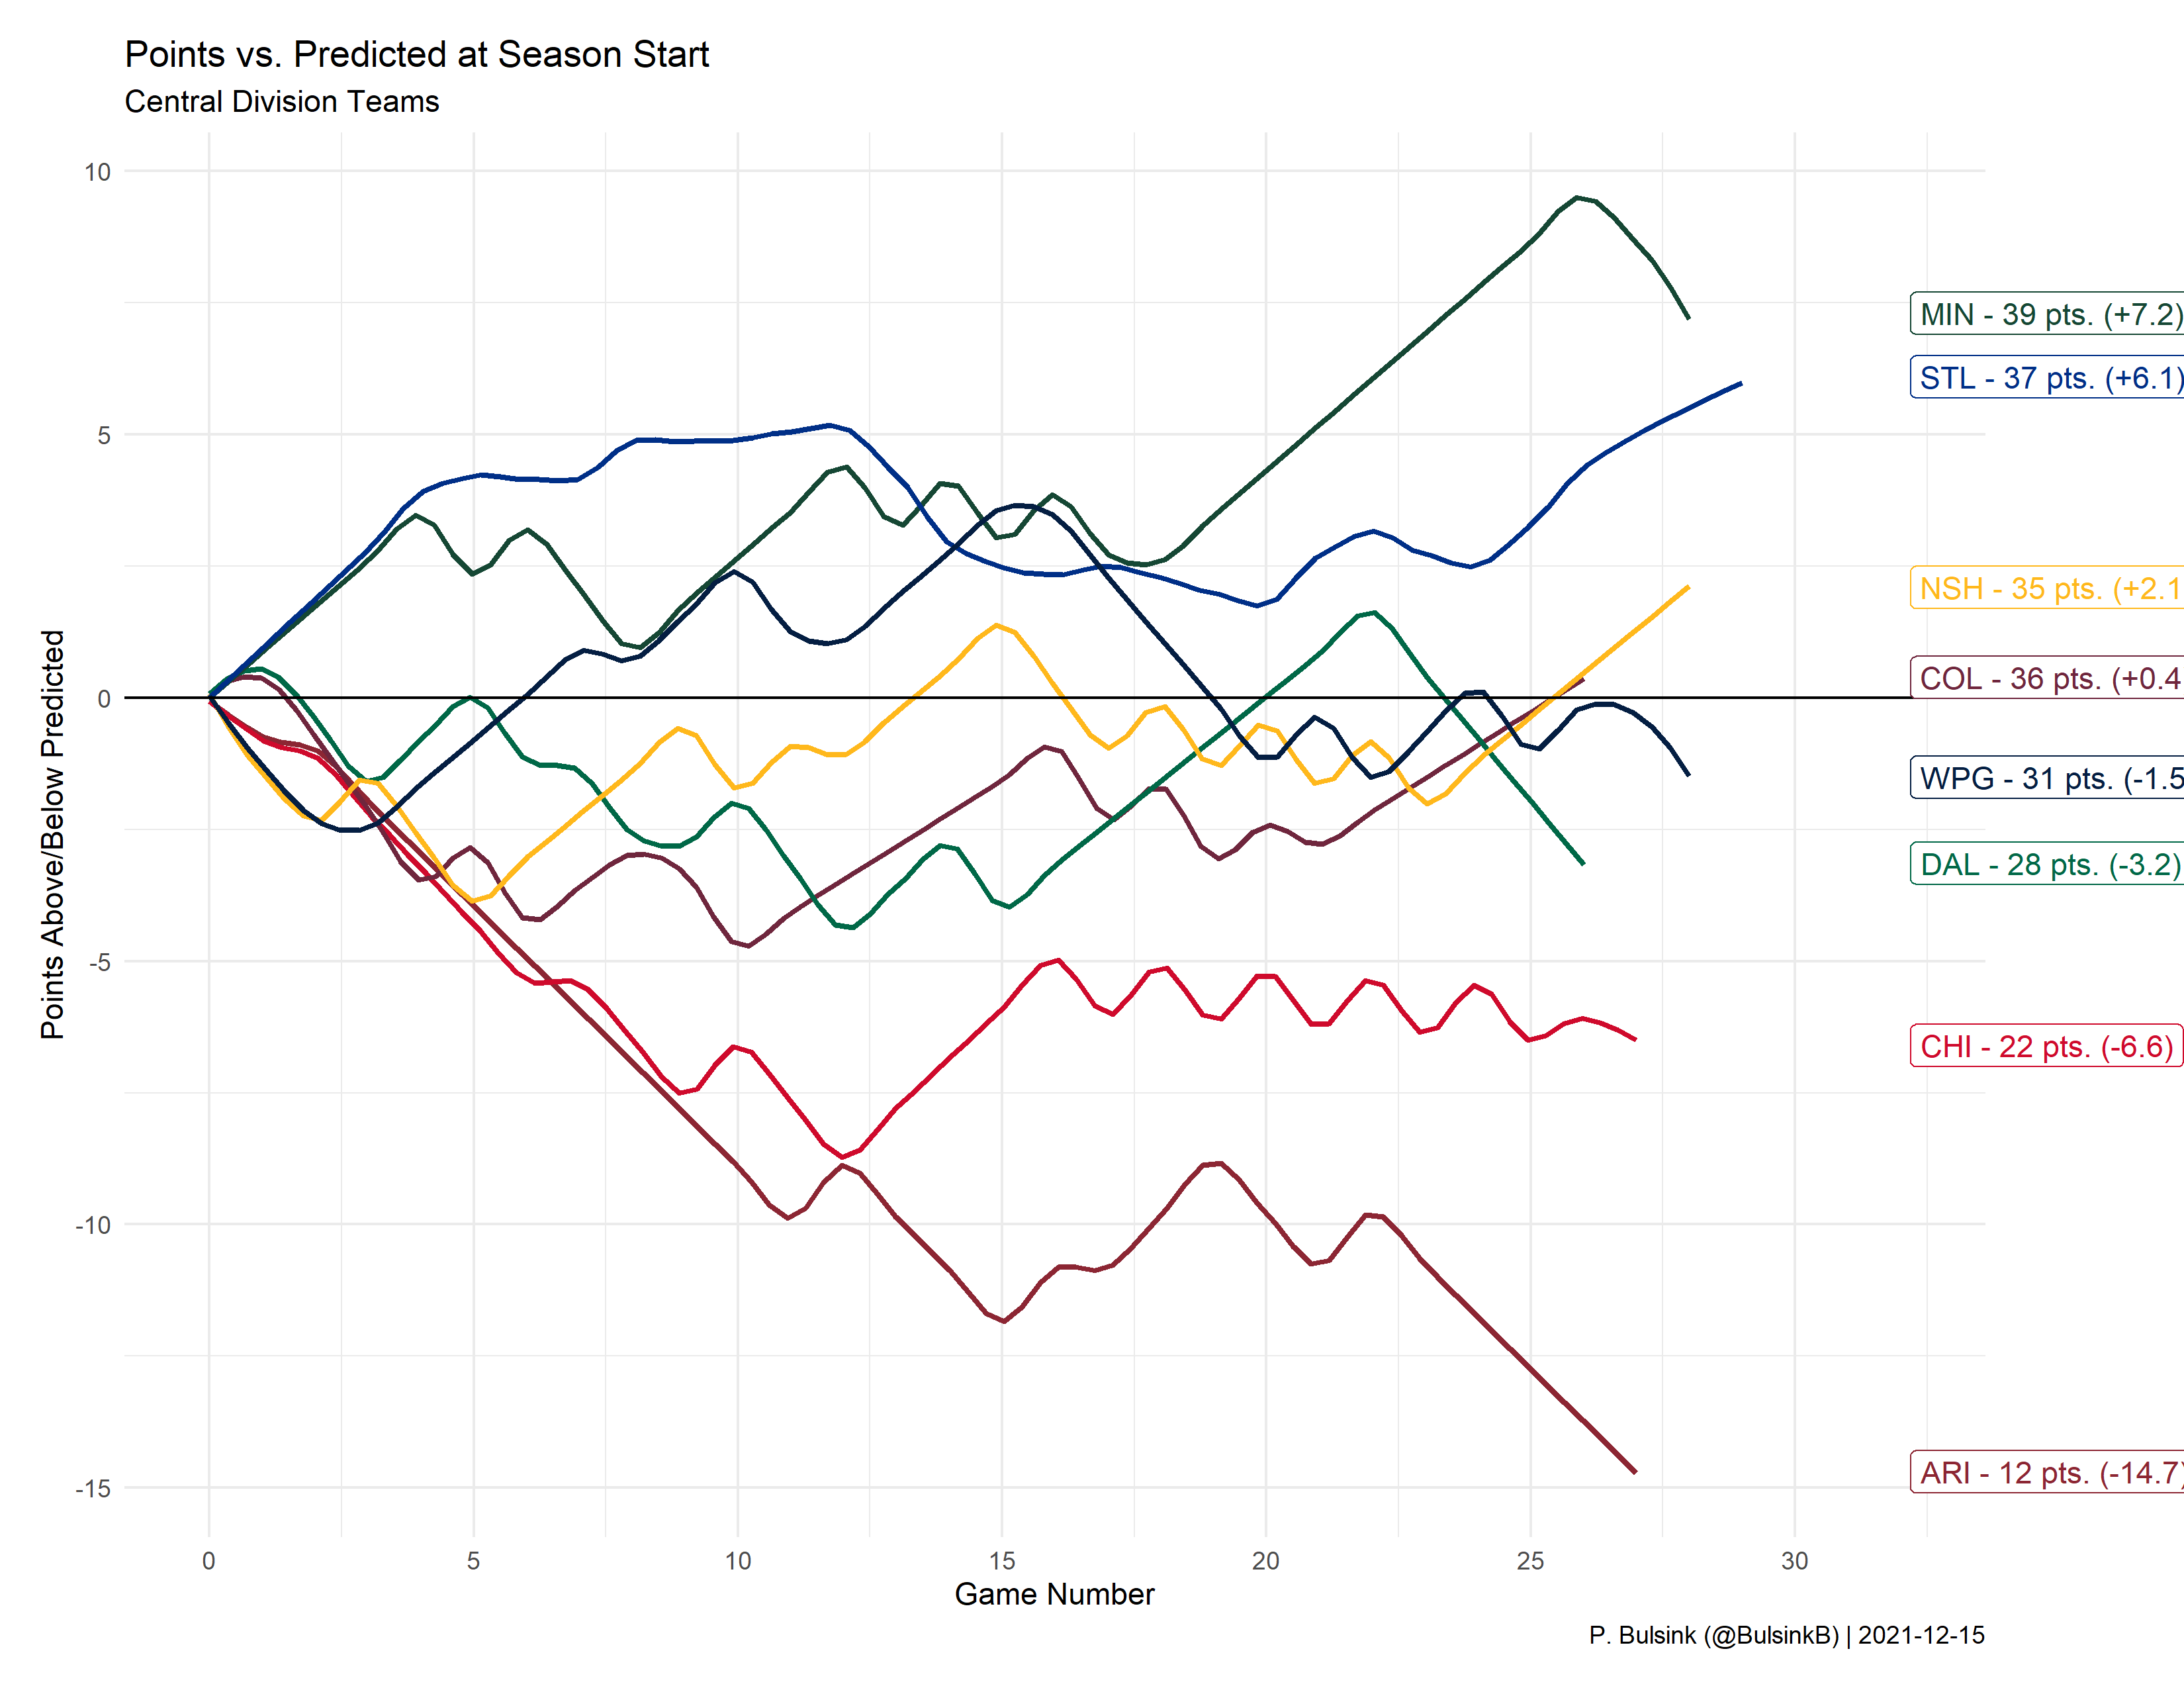 Points vs. Predicted at Season Start
Central Division Teams
Points Above/Below Predicted
10
5
0
-5
-10
-15
MIN - 39 pts. (+7.2)
STL - 37 pts. (+6.1)
NSH - 35 pts. (+2.1
COL - 36 pts. (+0.4
WPG - 31 pts. (-1.5
DAL - 28 pts. (-3.2)
CHI - 22 pts. (-6.6)
ARI - 12 pts. (-14.7)
0 5 10 15 20 25 30
Game Number
P. Bulsink (@BulsinkB) | 2021-12-15